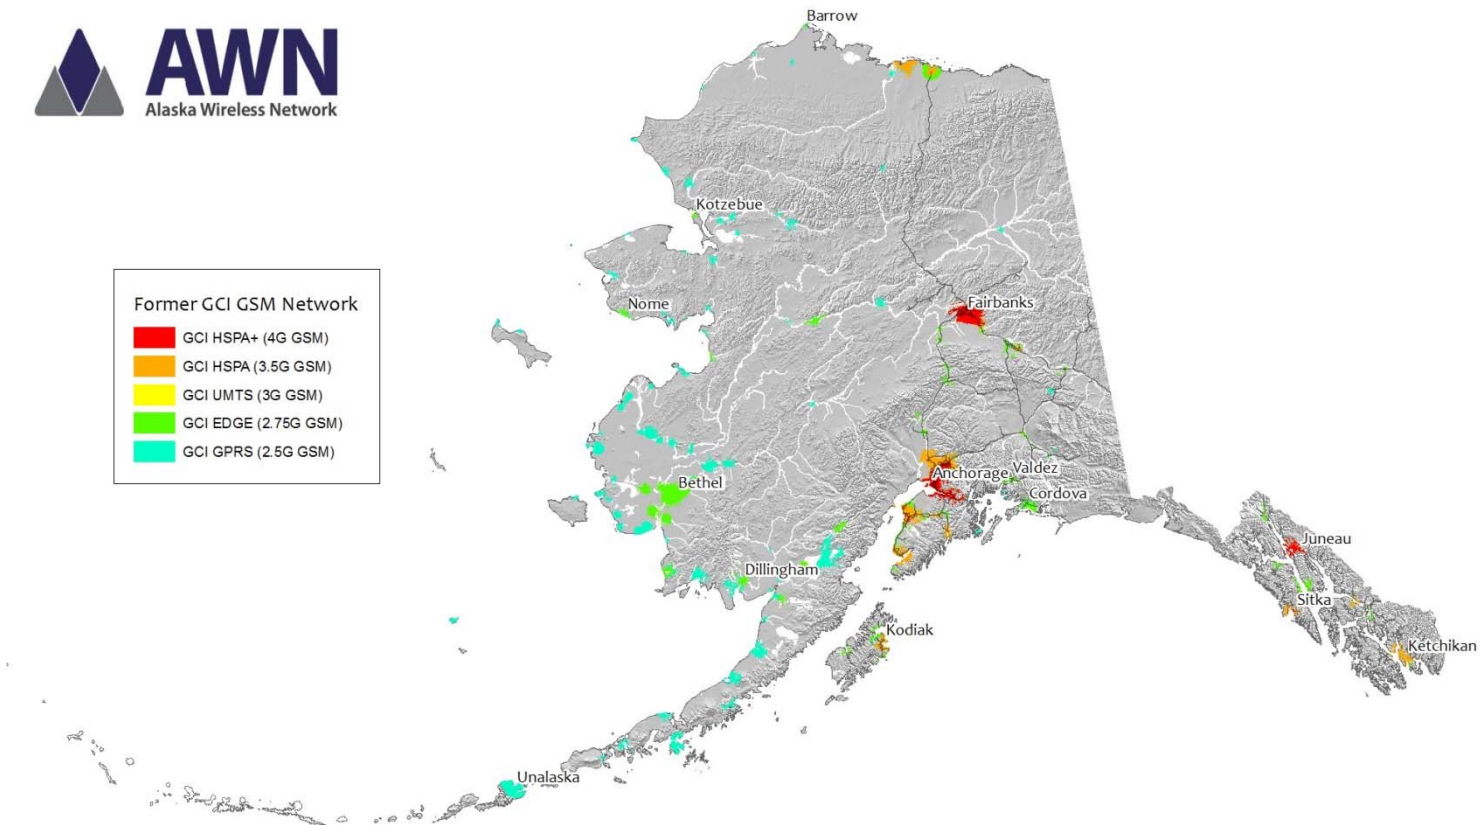 AWN
Alaska Wireless Network
Former GCI GSM Network
GCI HSPA+ (4G GSM)
GCI HSPA (3.5G GSM)
GCI UMTS (3G GSM)
GCI EDGE (2.75G GSM)
GCI GPRS (2.5G GSM)
Barrow
Kotzebue
Nome
Fairbanks
Anchorage
Valdez
Bethel
Cordova
Juneau
Dillingham
Sitka
Kodiak
Ketchikan
Unalaska